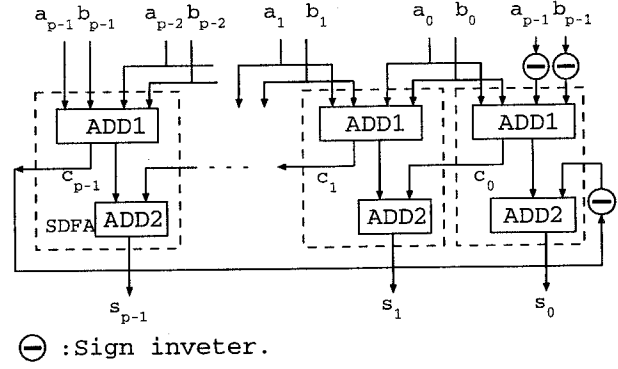 a_{p-1} b_{p-1} a_{p-2} b_{p-2} a_1 b_1 a_0 b_0 a_{p-1} b_{p-1}
ADD1 ADD1 ADD1
c_{p-1} c_1 c_0
SDFA ADD2 ADD2 ADD2
s_{p-1} s_1 s_0
⊖ :Sign inveter.